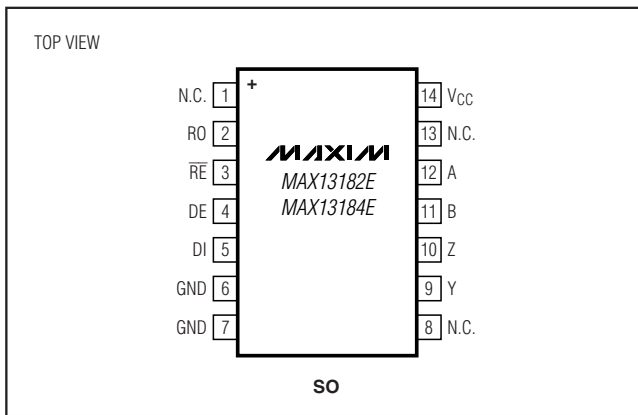 TOP VIEW
+
N.C. 1
14 VCC
RO 2
13 N.C.
MAXIM
R̅E̅ 3
12 A
MAX13182E
DE 4
11 B
MAX13184E
DI 5
10 Z
GND 6
9 Y
GND 7
8 N.C.
SO